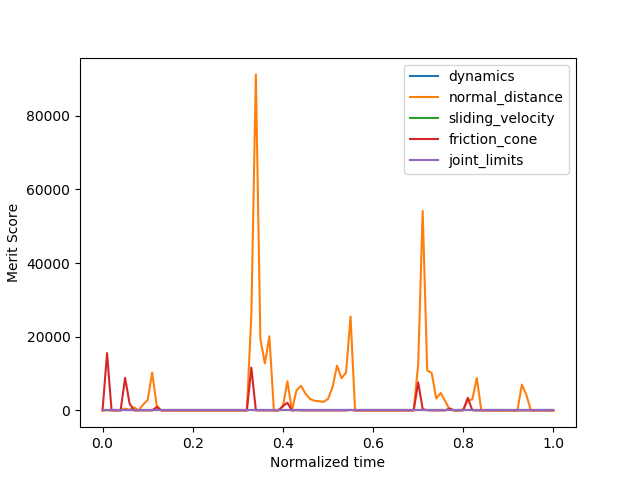 dynamics
normal_distance
sliding_velocity
friction_cone
joint_limits
Merit Score
80000
60000
40000
20000
0
0.0 0.2 0.4 0.6 0.8 1.0
Normalized time